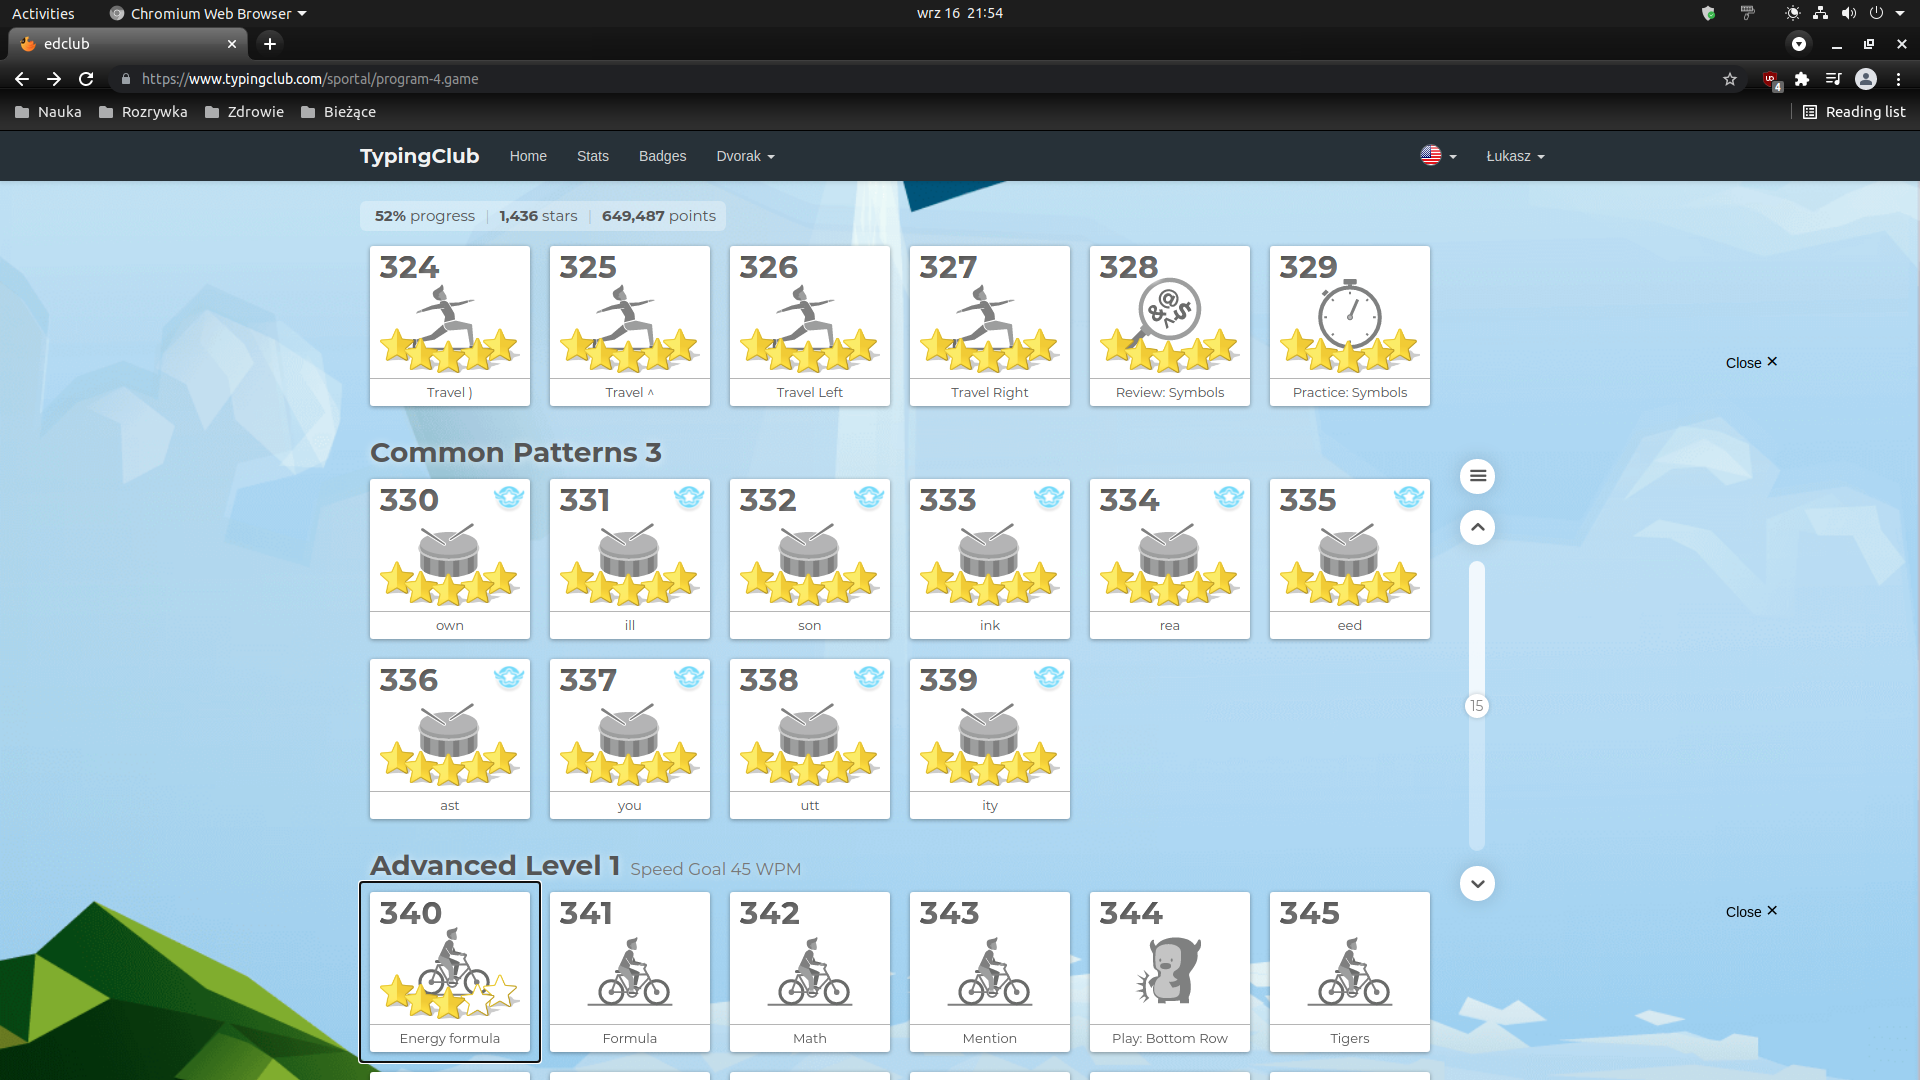 Activities Chromium Web Browser wrz 16 21:54
edclub
https://www.typingclub.com/sportal/program-4.game
4
Nauka Rozrywka Zdrowie Bieżące Reading list
TypingClub Home Stats Badges Dvorak Łukasz
52% progress 1,436 stars 649,487 points
324 325 326 327 328 329
Travel ) Travel ^ Travel Left Travel Right Review: Symbols Practice: Symbols
Close ×
Common Patterns 3
330 331 332 333 334 335
own ill son ink rea eed
336 337 338 339
ast you utt ity
15
Advanced Level 1 Speed Goal 45 WPM
340 341 342 343 344 345
Close ×
Energy formula Formula Math Mention Play: Bottom Row Tigers